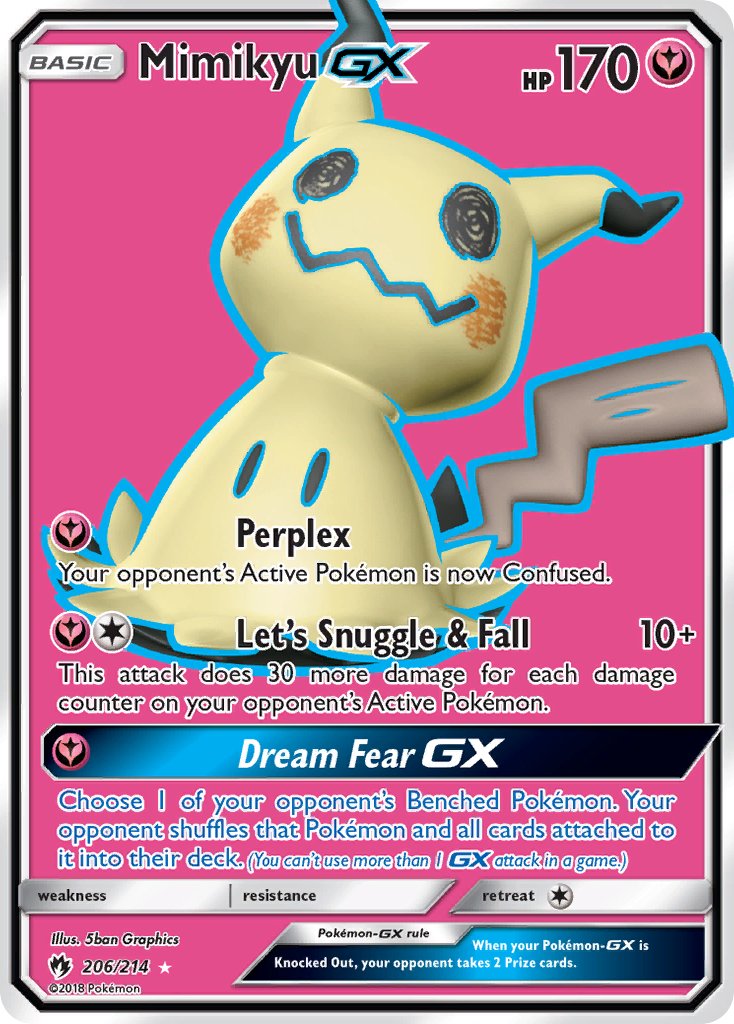 BASIC Mimikyu GX HP 170
Perplex
Your opponent's Active Pokémon is now Confused.
Let's Snuggle & Fall 10+
This attack does 30 more damage for each damage
counter on your opponent's Active Pokémon.
Dream Fear GX
Choose 1 of your opponent's Benched Pokémon. Your
opponent shuffles that Pokémon and all cards attached to
it into their deck. (You can't use more than 1 GX attack in a game.)
weakness resistance retreat
Illus. 5ban Graphics
206/214
©2018 Pokémon
Pokémon-GX rule
When your Pokémon-GX is
Knocked Out, your opponent takes 2 Prize cards.